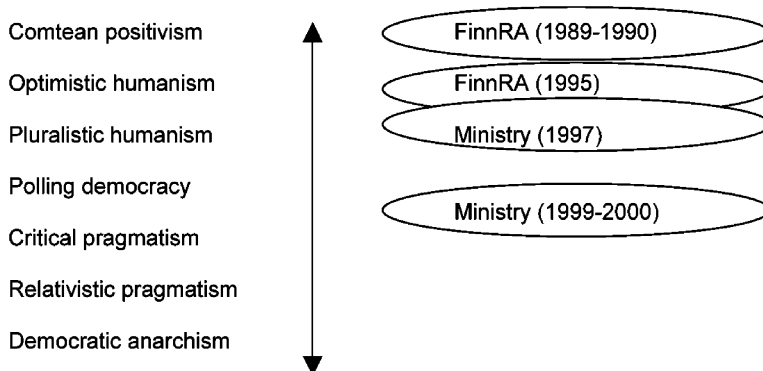 Comtean positivism
FinnRA (1989-1990)
Optimistic humanism
FinnRA (1995)
Pluralistic humanism
Ministry (1997)
Polling democracy
Ministry (1999-2000)
Critical pragmatism
Relativistic pragmatism
Democratic anarchism